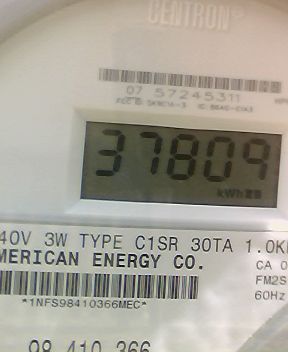 CENTRON®
07 57245311
37809
kWh
40V 3W TYPE C1SR 30TA 1.0K
MERICAN ENERGY CO.
CA 0
FM2S
60Hz
*1NFS98410366MEC*
98 410 366